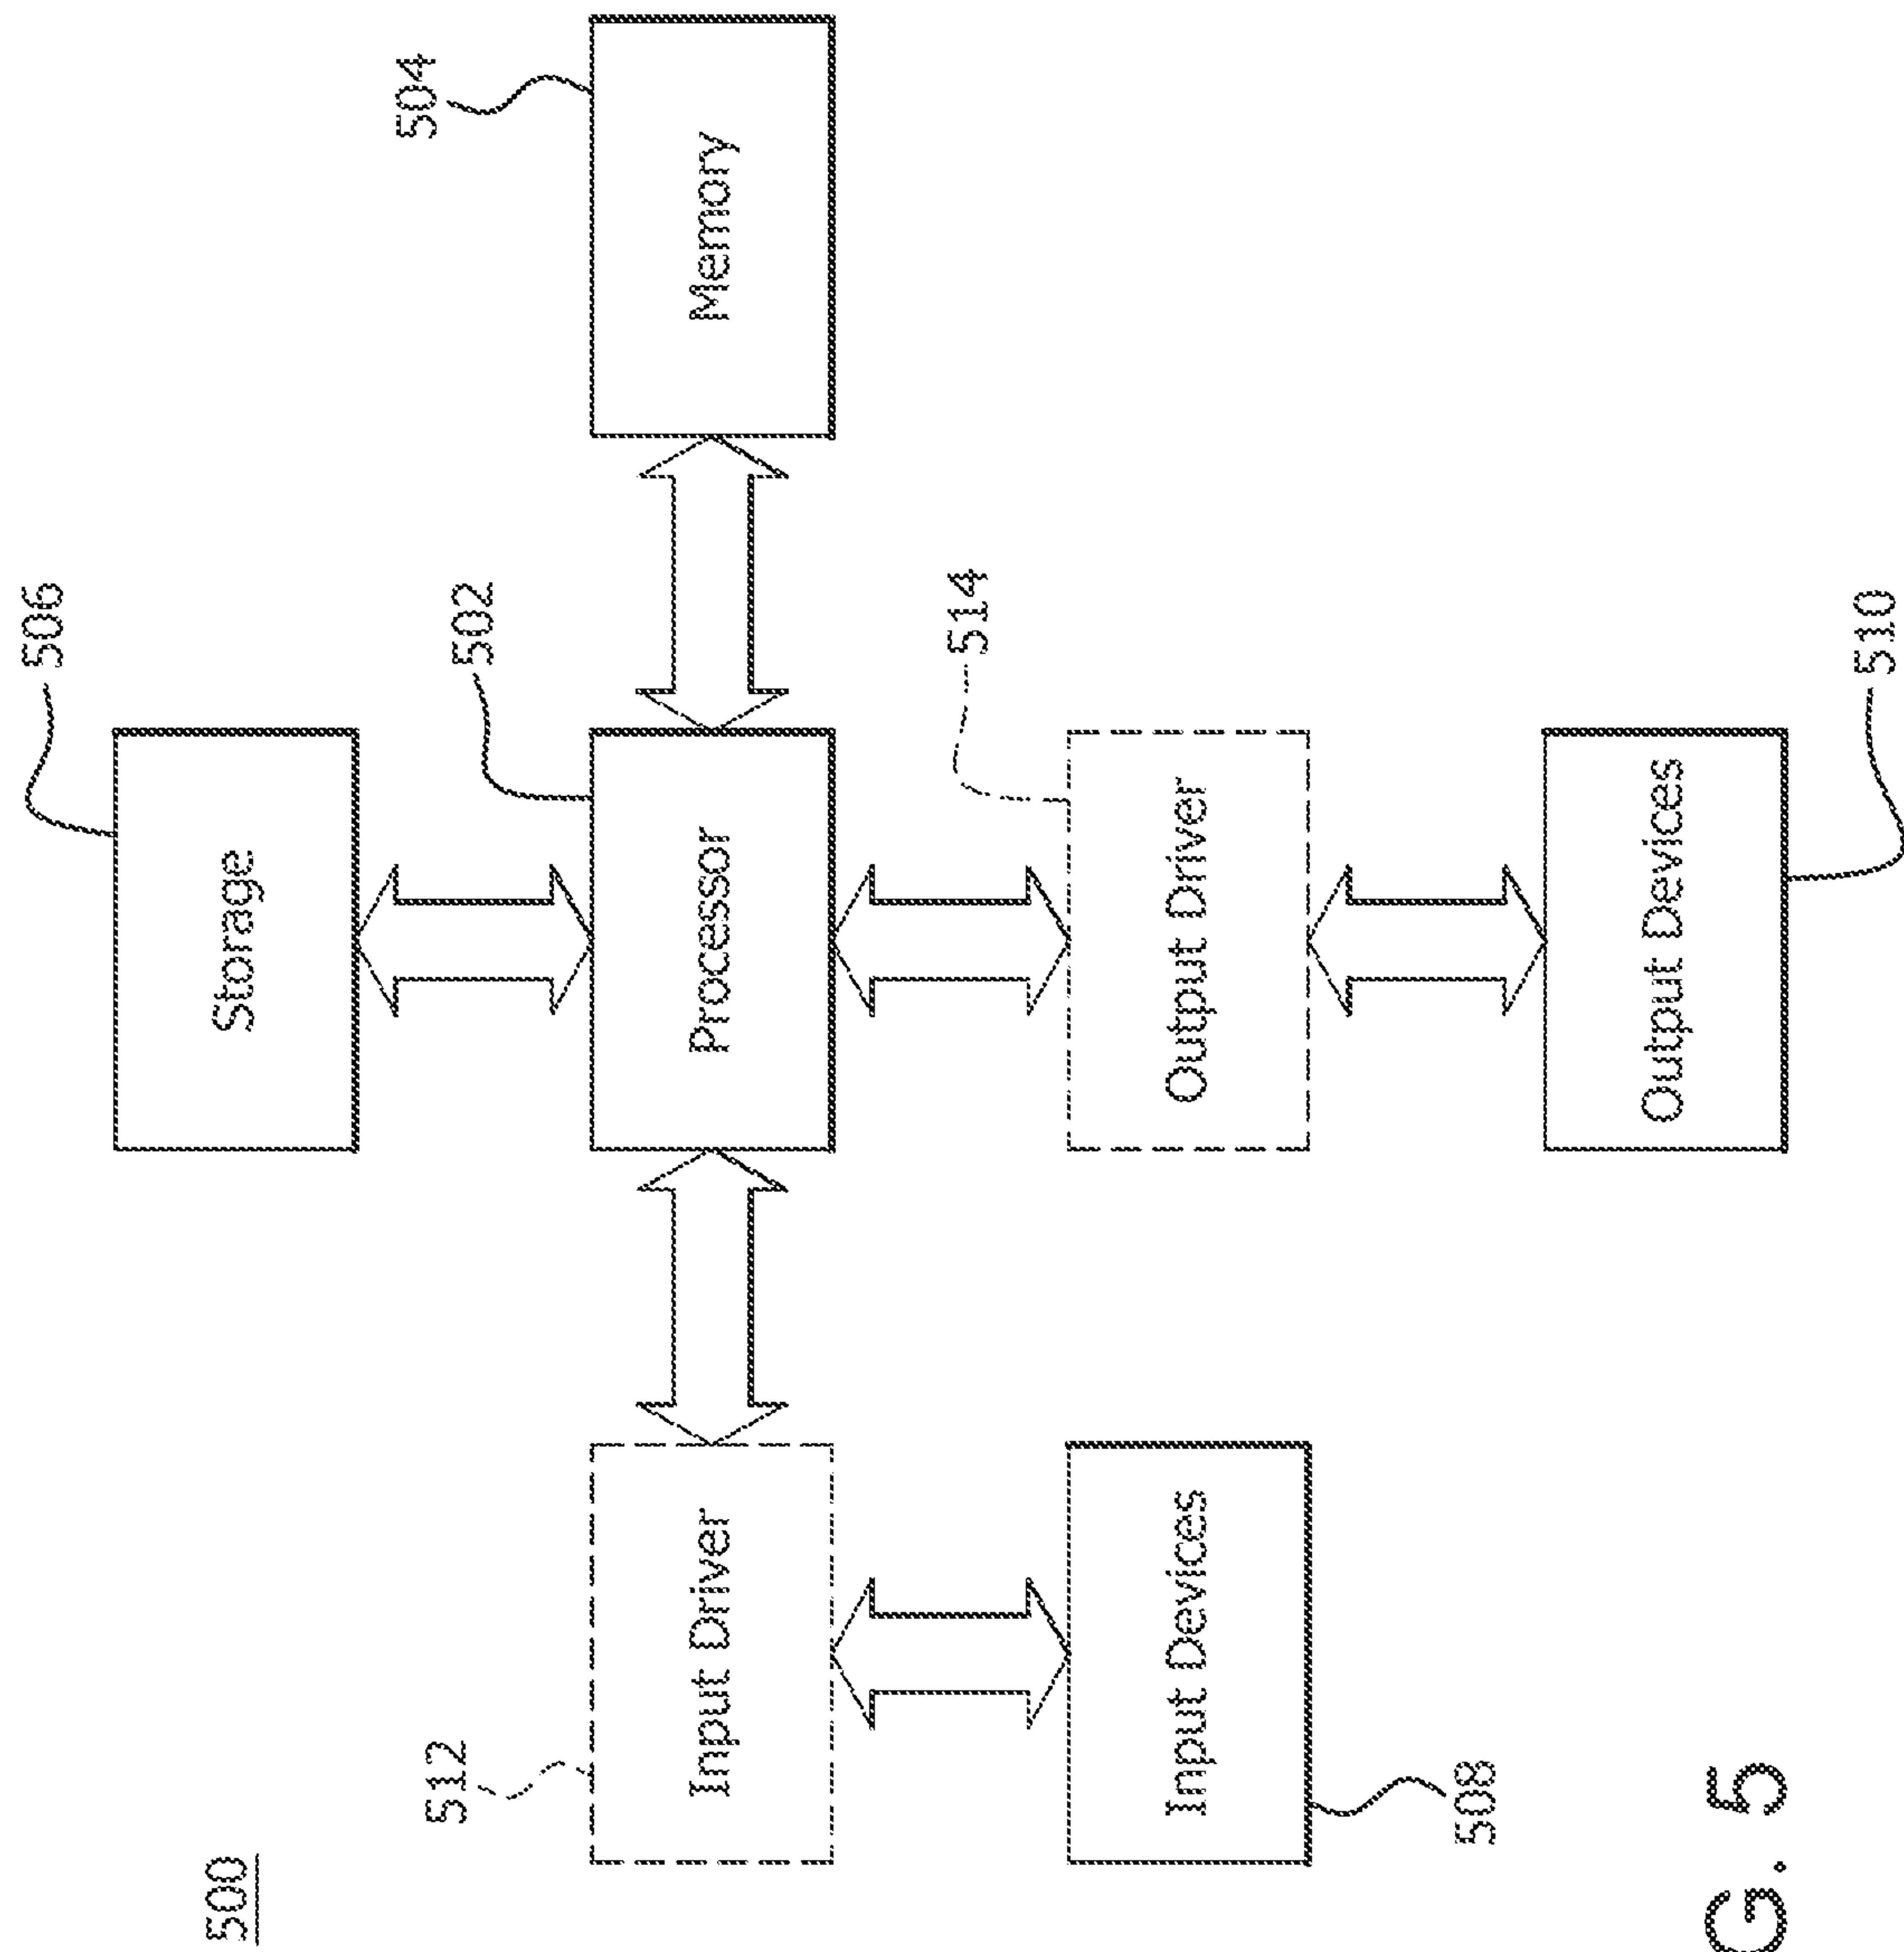 506
500
Storage
512
502
504
Input Driver
Processor
Memory
514
Input Devices
Output Driver
508
Output Devices
510
G. 5